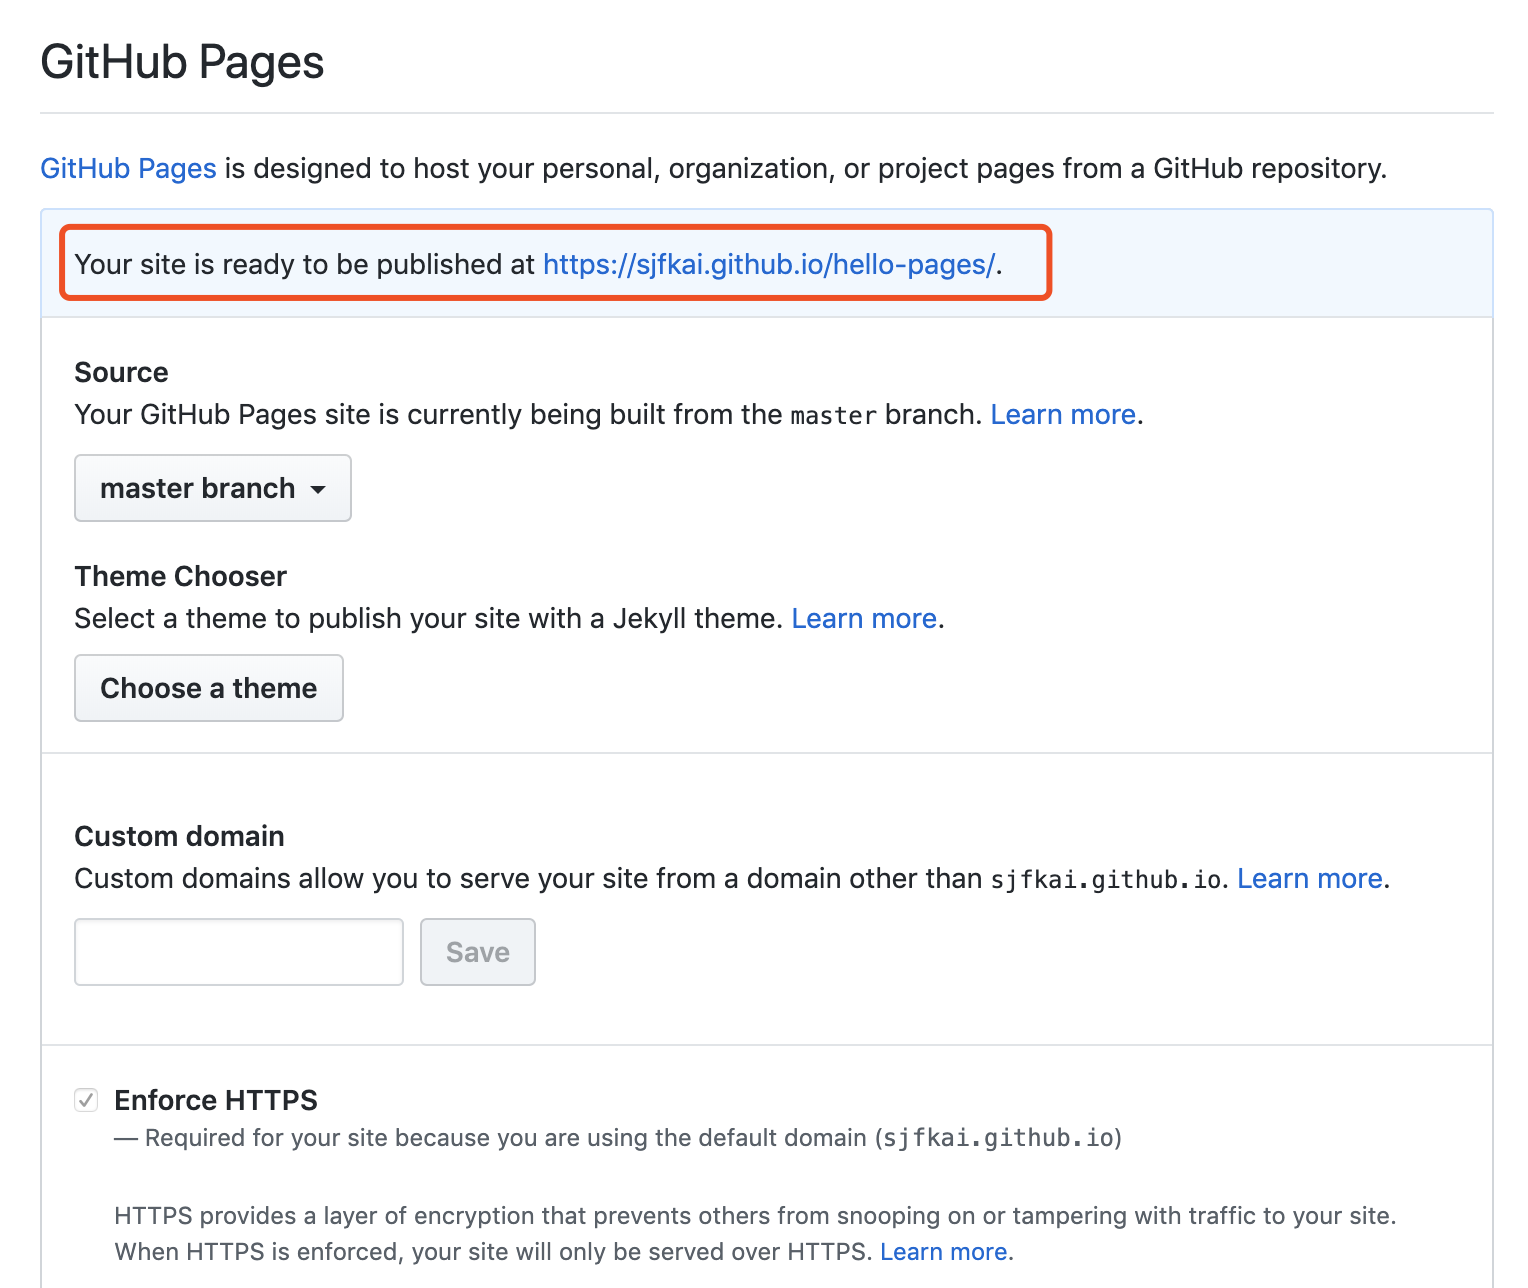 GitHub Pages
GitHub Pages is designed to host your personal, organization, or project pages from a GitHub repository.
Your site is ready to be published at https://sjfkai.github.io/hello-pages/.
Source
Your GitHub Pages site is currently being built from the master branch. Learn more.
master branch
Theme Chooser
Select a theme to publish your site with a Jekyll theme. Learn more.
Choose a theme
Custom domain
Custom domains allow you to serve your site from a domain other than sjfkai.github.io. Learn more.
Save
Enforce HTTPS
— Required for your site because you are using the default domain (sjfkai.github.io)
HTTPS provides a layer of encryption that prevents others from snooping on or tampering with traffic to your site.
When HTTPS is enforced, your site will only be served over HTTPS. Learn more.